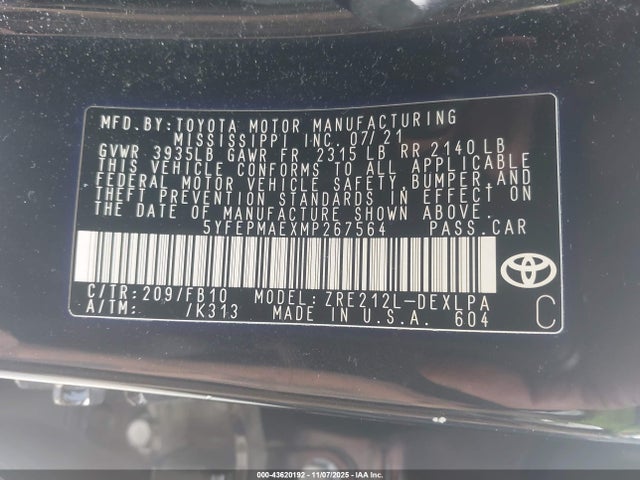 MFD.BY:TOYOTA MOTOR MANUFACTURING
MISSISSIPPI INC. 07/21
GVWR 3935LB GAWR FR 2315 LB RR 2140 LB
THIS VEHICLE CONFORMS TO ALL APPLICABLE
FEDERAL MOTOR VEHICLE SAFETY,BUMPER,AND
THEFT PREVENTION STANDARDS IN EFFECT ON
THE DATE OF MANUFACTURE SHOWN ABOVE.
5YFEPMAEXMP267564 PASS.CAR
C/TR:209/FB10 MODEL:ZRE212L-DEXLPA
A/TM: /K313 MADE IN U.S.A. 604 C
000-43620192 - 11/07/2025 - IAA Inc.